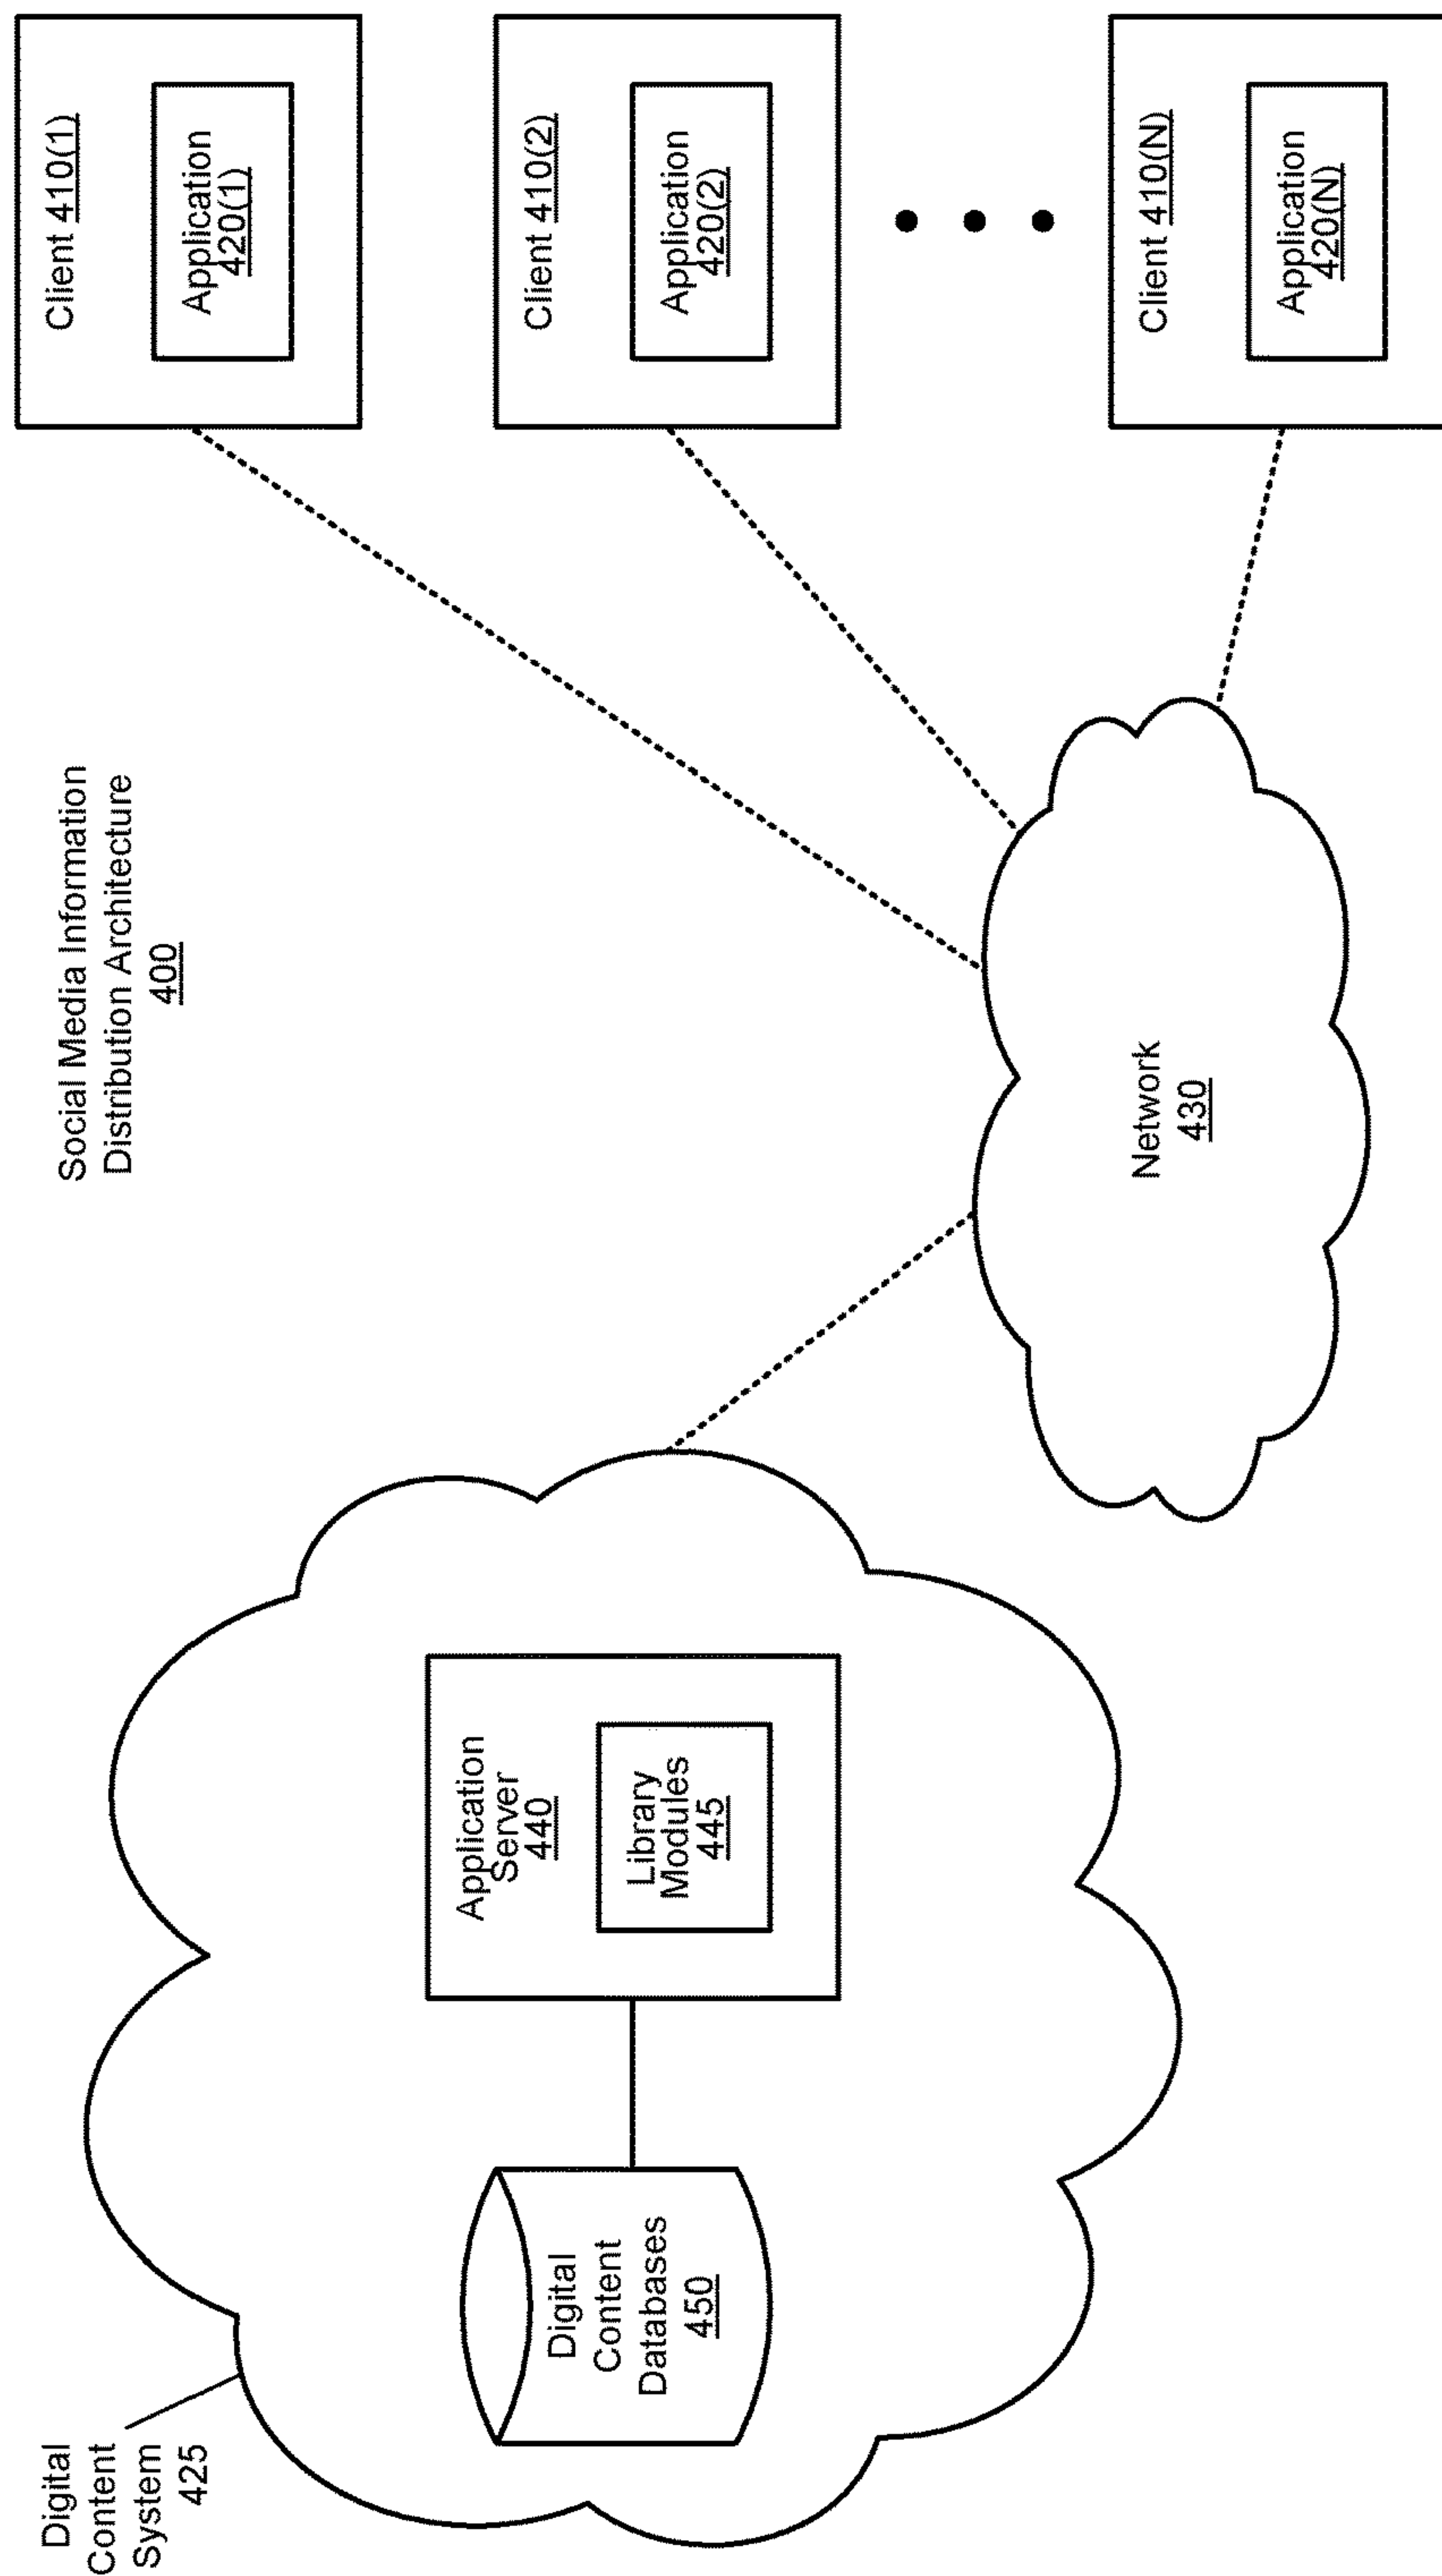 Social Media Information
Distribution Architecture
400
Digital
Content
System
425
Digital
Content
Databases
450
Application
Server
440
Library
Modules
445
Network
430
Client 410(1)
Application
420(1)
Client 410(2)
Application
420(2)
Client 410(N)
Application
420(N)